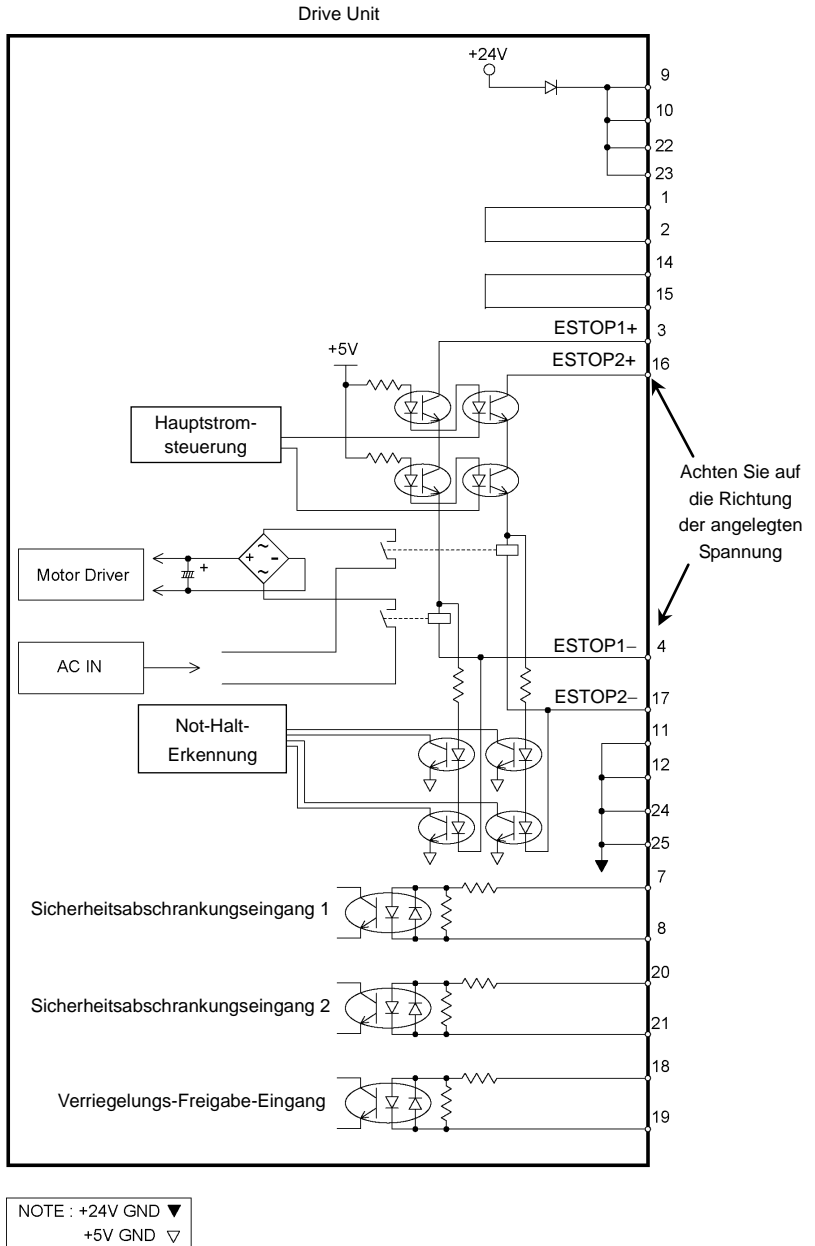 Drive Unit
+24V
9
10
22
23
1
2
14
15
ESTOP1+ 3
ESTOP2+ 16
+5V
Hauptstrom-
steuerung
Achten Sie auf
die Richtung
der angelegten
Spannung
Motor Driver
+ ~ - ~
+
AC IN
ESTOP1− 4
ESTOP2− 17
Not-Halt-
Erkennung
11
12
24
25
7
Sicherheitsabschrankungseingang 1
8
20
Sicherheitsabschrankungseingang 2
21
18
Verriegelungs-Freigabe-Eingang
19
NOTE : +24V GND ▼
+5V GND ▽